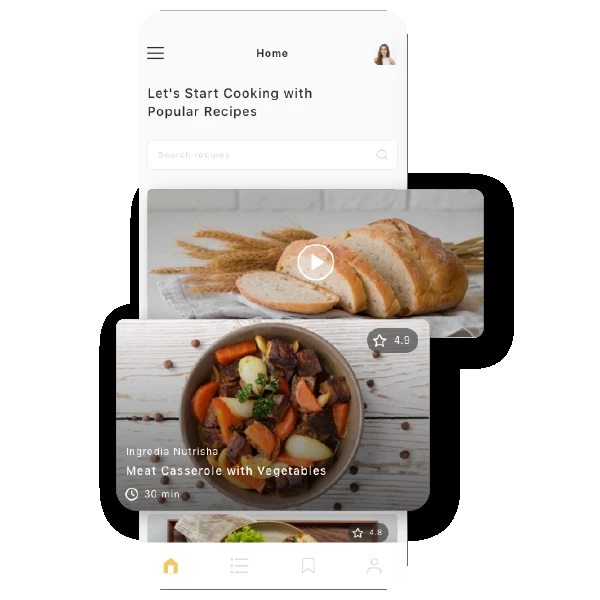 Home
Let's Start Cooking with
Popular Recipes
Search recipes
4.9
Ingredia Nutrisha
Meat Casserole with Vegetables
30 min
4.8